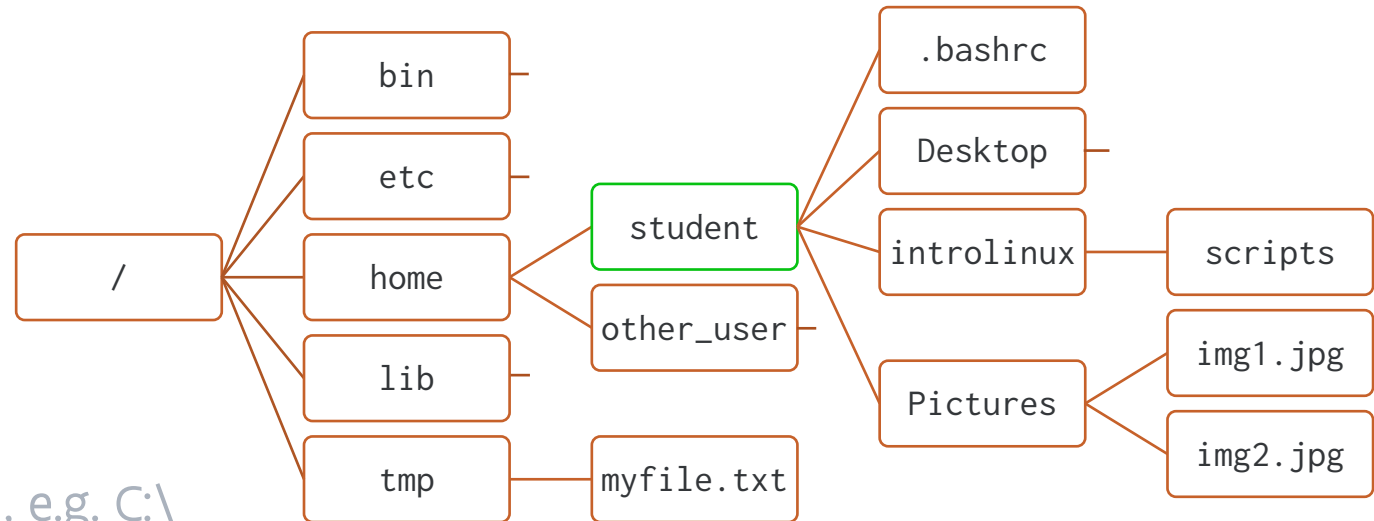 /
bin
etc
home
lib
tmp
student
other_user
myfile.txt
.bashrc
Desktop
introlinux
Pictures
scripts
img1.jpg
img2.jpg
. e.g. C:\